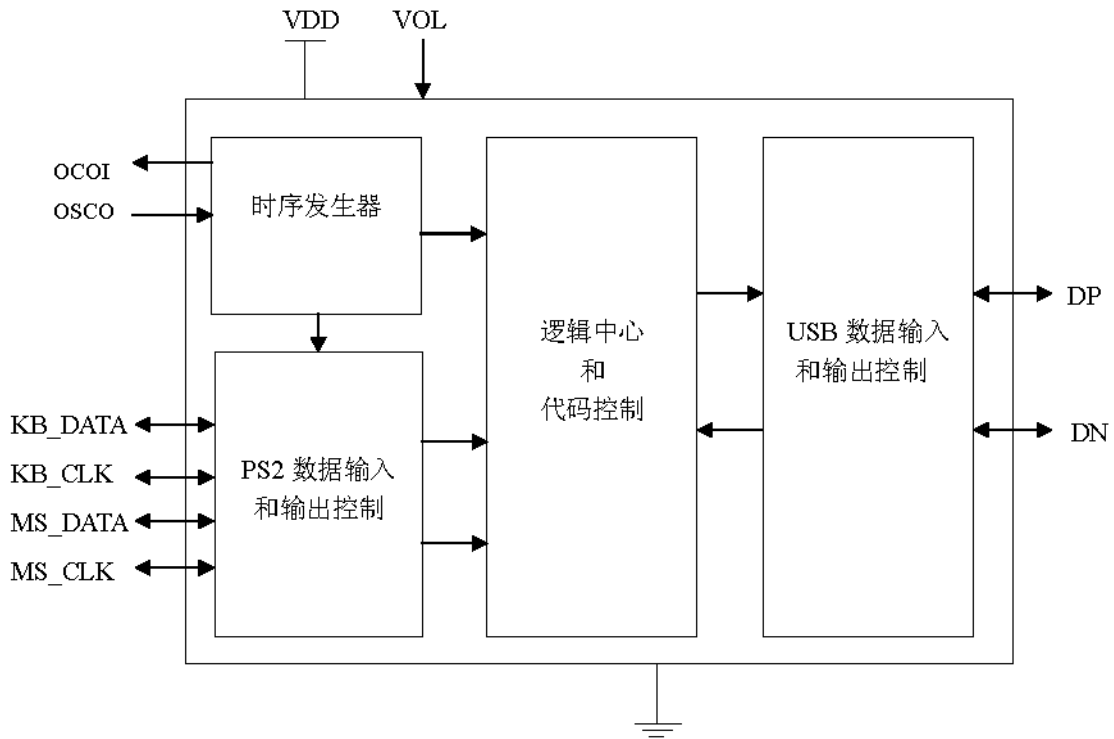 VDD
VOL
OCOI
OSCO
时序发生器
逻辑中心
和
代码控制
USB 数据输入
和输出控制
DP
DN
KB_DATA
KB_CLK
MS_DATA
MS_CLK
PS2 数据输入
和输出控制